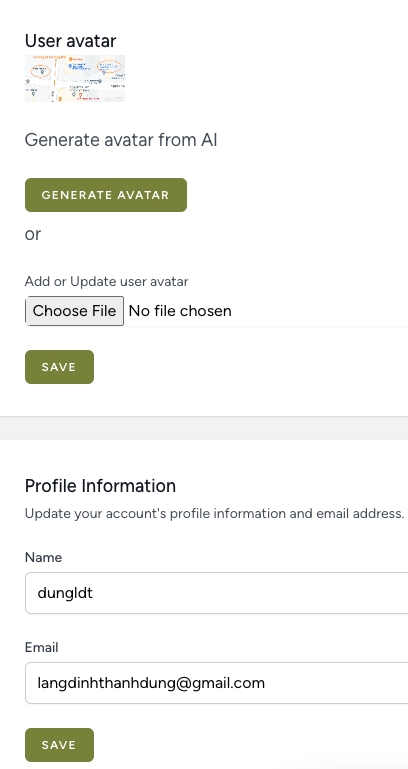 User avatar
Generate avatar from AI
GENERATE AVATAR
or
Add or Update user avatar
Choose File No file chosen
SAVE
Profile Information
Update your account's profile information and email address.
Name
dungldt
Email
langdinhthanhdung@gmail.com
SAVE